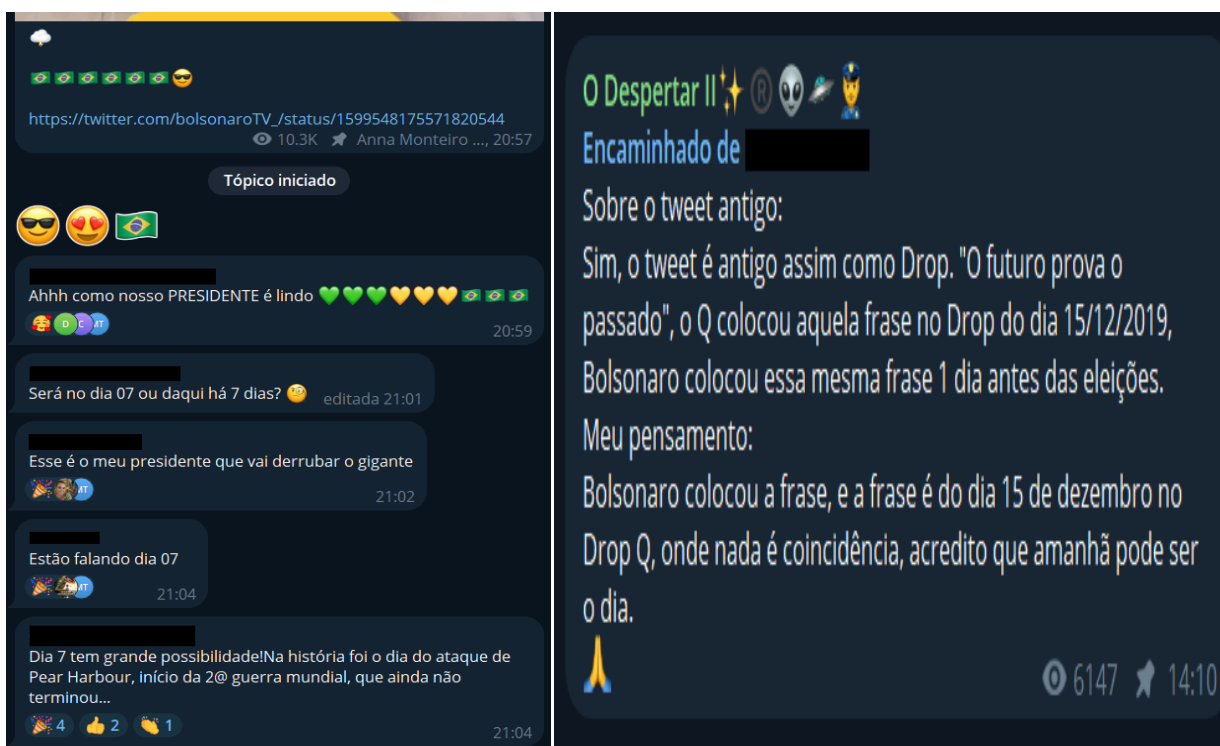 https://twitter.com/bolsonaroTV_/status/1599548175571820544
10.3K Anna Monteiro ..., 20:57
Tópico iniciado
Ahhh como nosso PRESIDENTE é lindo 💚💚💚💛💛💛🇧🇷🇧🇷🇧🇷
D C MT
20:59
Será no dia 07 ou daqui há 7 dias? 🧐 editada 21:01
Esse é o meu presidente que vai derrubar o gigante
MT
21:02
Estão falando dia 07
MT
21:04
Dia 7 tem grande possibilidade!Na história foi o dia do ataque de
Pear Harbour, início da 2@ guerra mundial, que ainda não
terminou...
4 2 1
21:04
O Despertar II✨®👽🛸👮
Encaminhado de
Sobre o tweet antigo:
Sim, o tweet é antigo assim como Drop. "O futuro prova o
passado", o Q colocou aquela frase no Drop do dia 15/12/2019,
Bolsonaro colocou essa mesma frase 1 dia antes das eleições.
Meu pensamento:
Bolsonaro colocou a frase, e a frase é do dia 15 de dezembro no
Drop Q, onde nada é coincidência, acredito que amanhã pode ser
o dia.
6147 14:10